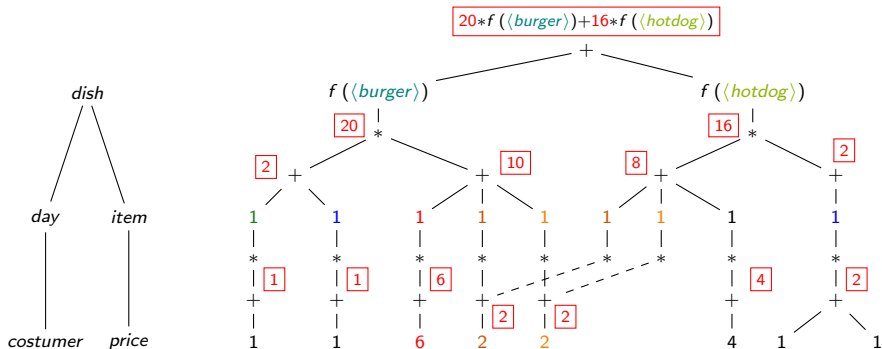 20*f(⟨burger⟩)+16*f(⟨hotdog⟩)
+
dish f(⟨burger⟩) f(⟨hotdog⟩)
20 * 16 *
2 + + 10 8 + + 2
day item 1 1 1 1 1 1 1 1 1
* * * * * * * * *
1 1 6 4 2
+ + + + + + +
2 2
costumer price 1 1 6 2 2 4 1 1